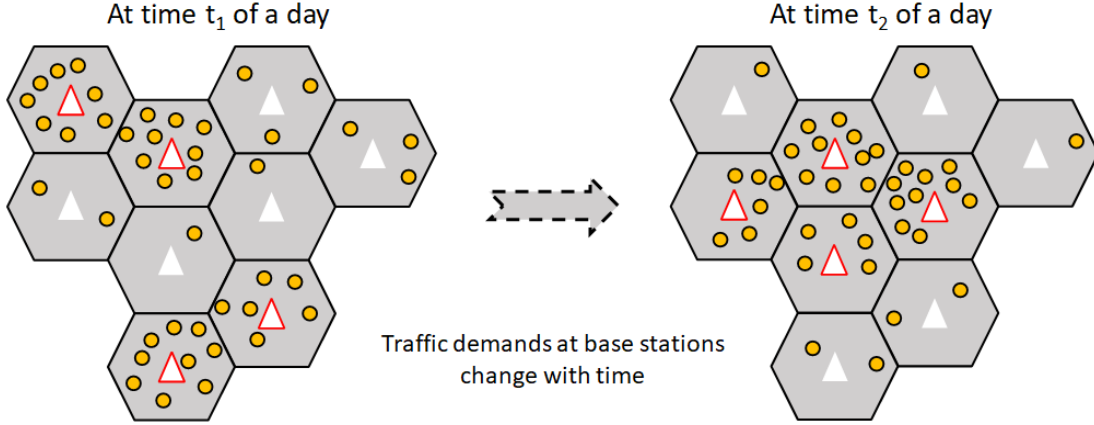 At time t₁ of a day
At time t₂ of a day
Traffic demands at base stations
change with time